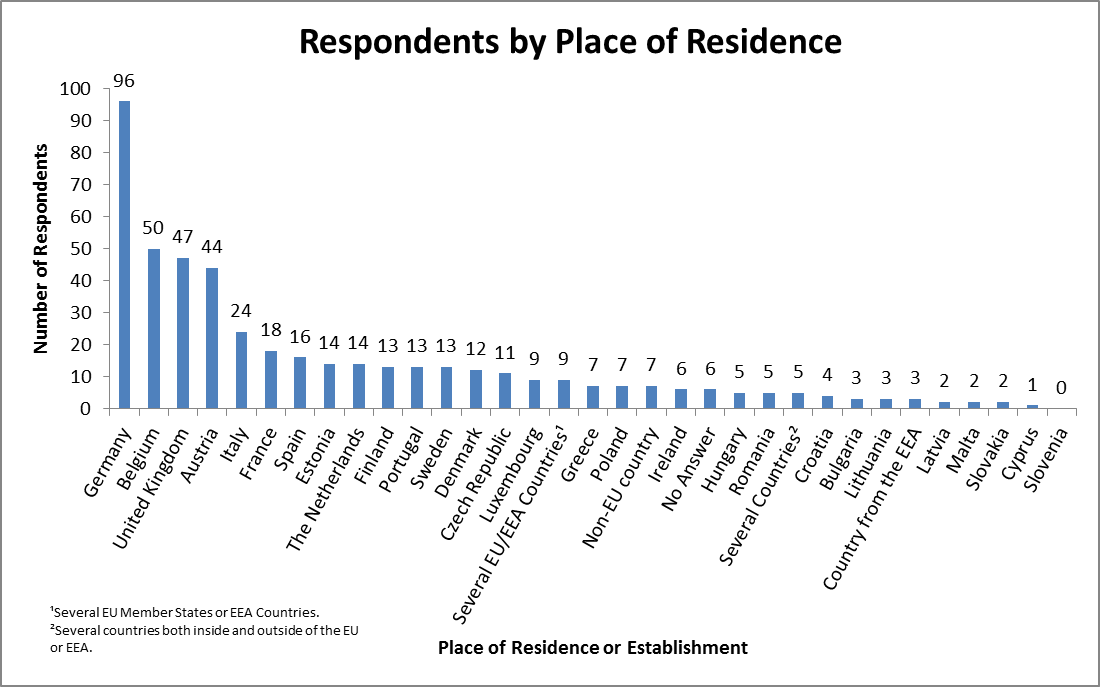 Respondents by Place of Residence
Number of Respondents
100
90
80
70
60
50
40
30
20
10
0
96
50
47
44
24
18
16
14
14
13
13
13
12
11
9
9
7
7
7
6
6
5
5
5
4
3
3
3
2
2
2
1
0
Germany
Belgium
United Kingdom
Austria
Italy
France
Spain
Estonia
The Netherlands
Finland
Portugal
Sweden
Denmark
Czech Republic
Luxembourg
Several EU/EEA Countries¹
Greece
Poland
Non-EU country
Ireland
No Answer
Hungary
Romania
Several Countries²
Croatia
Bulgaria
Lithuania
Country from the EEA
Latvia
Malta
Slovakia
Cyprus
Slovenia
¹Several EU Member States or EEA Countries.
²Several countries both inside and outside of the EU
or EEA.
Place of Residence or Establishment